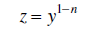 z = y^{1-n}